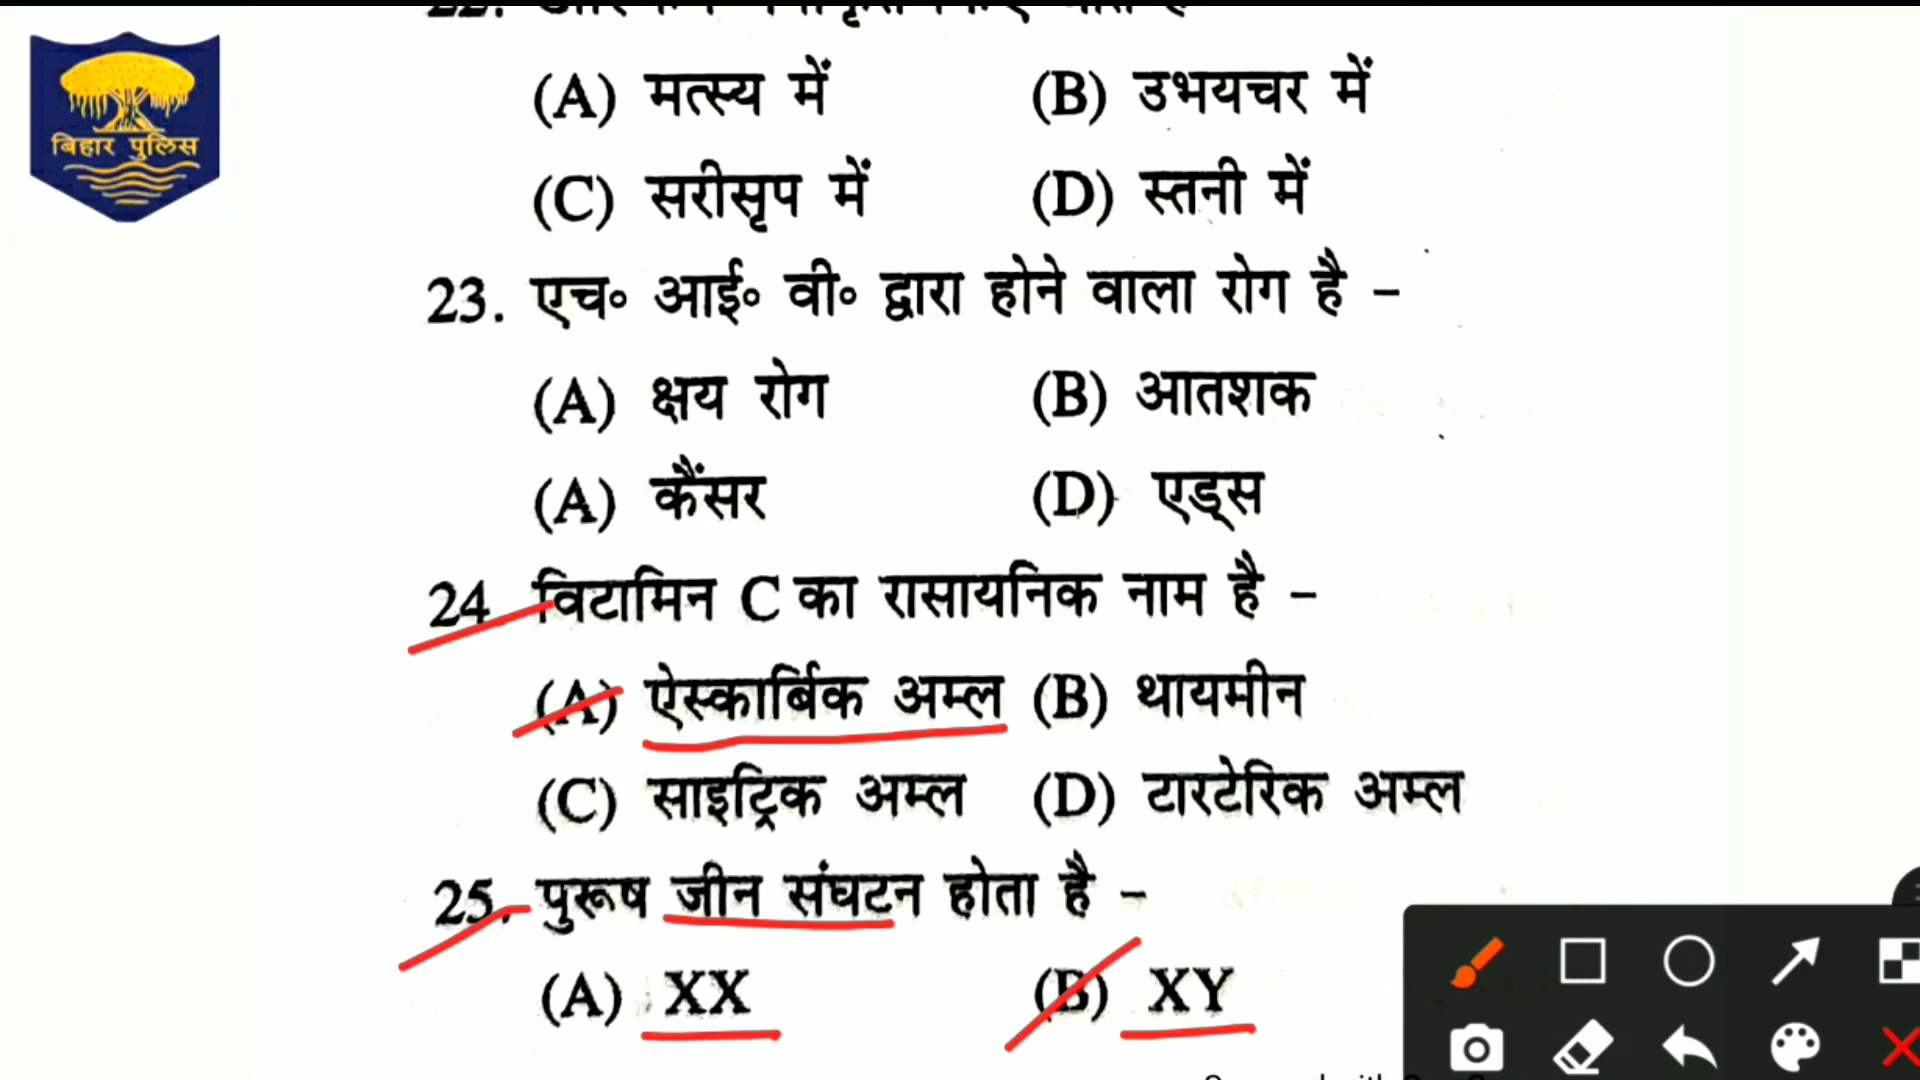 बिहार पुलिस
22.
(A) मत्स्य में (B) उभयचर में
(C) सरीसृप में (D) स्तनी में
23. एच॰ आई॰ वी॰ द्वारा होने वाला रोग है –
(A) क्षय रोग (B) आतशक
(A) कैंसर (D) एड्स
24 विटामिन C का रासायनिक नाम है –
(A) ऐस्कार्बिक अम्ल (B) थायमीन
(C) साइट्रिक अम्ल (D) टारटेरिक अम्ल
25. पुरूष जीन संघटन होता है –
(A) XX (B) XY